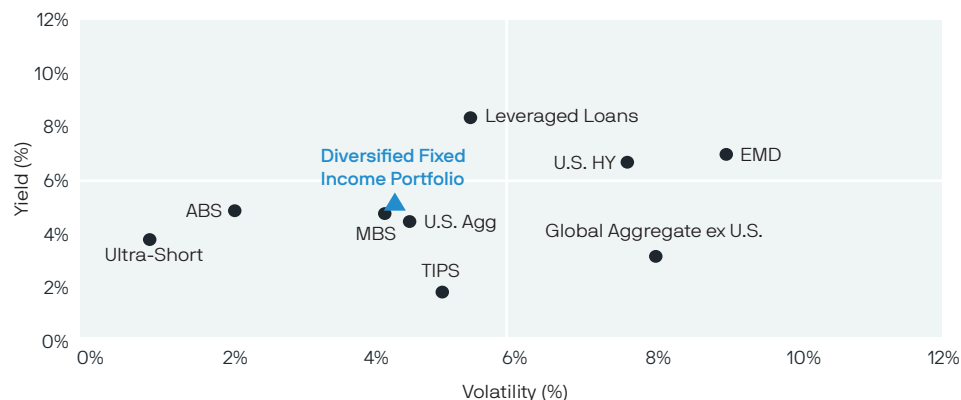 12%
10%
8%
6%
4%
2%
0%
Yield (%)
Leveraged Loans
Diversified Fixed
Income Portfolio
U.S. HY
EMD
ABS
MBS
U.S. Agg
Global Aggregate ex U.S.
Ultra-Short
TIPS
0%
2%
4%
6%
8%
10%
12%
Volatility (%)